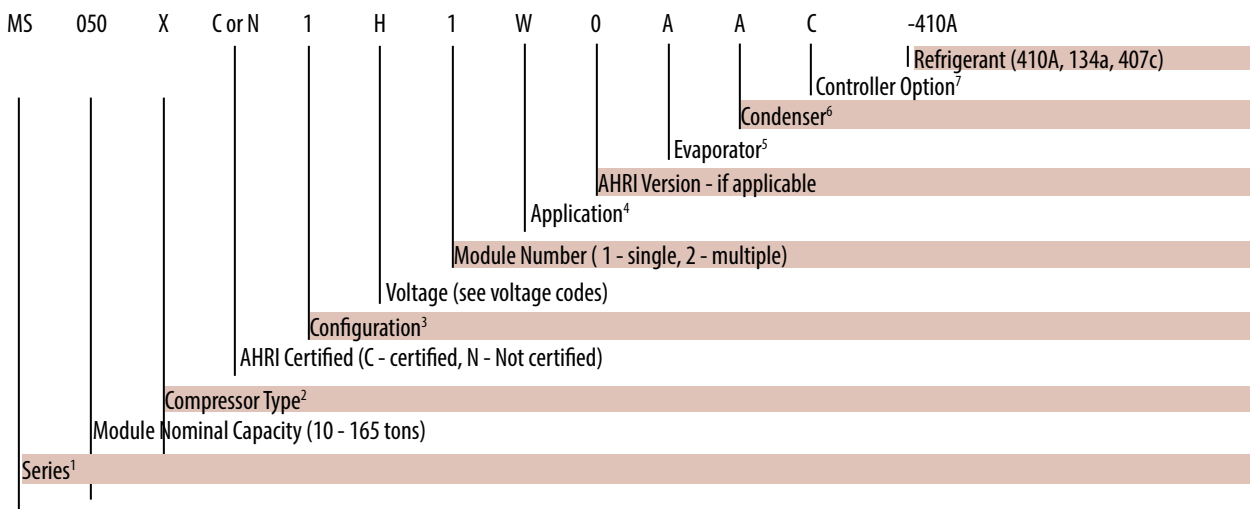 MS 050 X C or N 1 H 1 W 0 A A C -410A
Refrigerant (410A, 134a, 407c)
Controller Option⁷
Condenser⁶
Evaporator⁵
AHRI Version - if applicable
Application⁴
Module Number ( 1 - single, 2 - multiple)
Voltage (see voltage codes)
Configuration³
AHRI Certified (C - certified, N - Not certified)
Compressor Type²
Module Nominal Capacity (10 - 165 tons)
Series¹